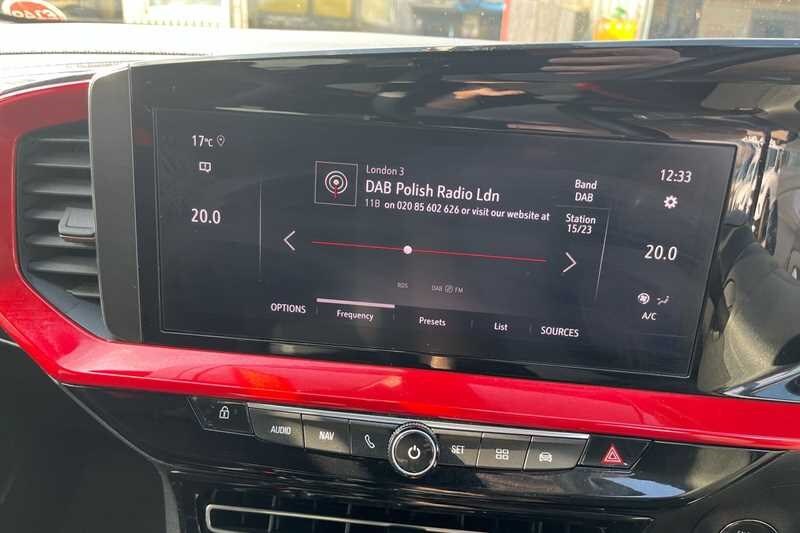 17°C
12:33
London 3
DAB Polish Radio Ldn
11B on 020 85 602 626 or visit our website at
Band
DAB
Station
15/23
20.0
20.0
RDS
DAB FM
A/C
OPTIONS
Frequency
Presets
List
SOURCES
AUDIO
NAV
SET